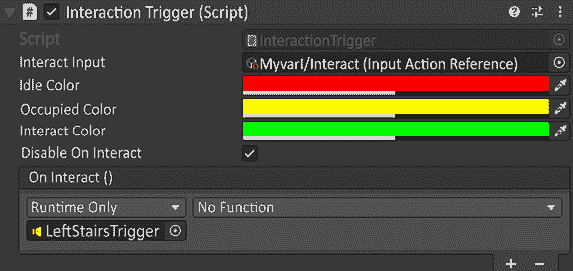 Interaction Trigger (Script)
Script InteractionTrigger
Interact Input Myvari/Interact (Input Action Reference)
Idle Color
Occupied Color
Interact Color
Disable On Interact
On Interact ()
Runtime Only No Function
LeftStairsTrigger